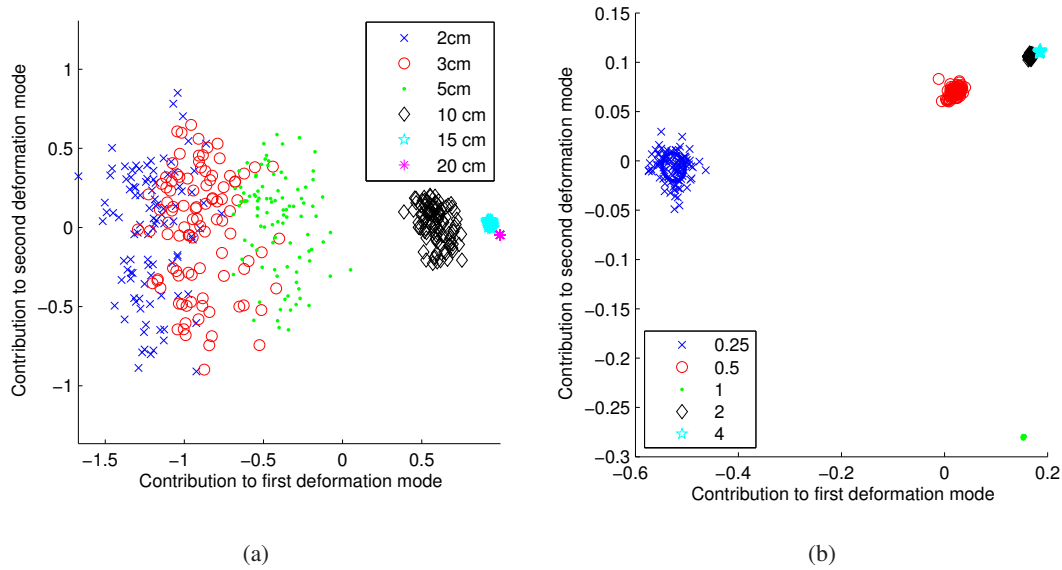 2cm
3cm
5cm
10 cm
15 cm
20 cm
1
0.5
0
−0.5
−1
−1.5
−1
−0.5
0
0.5
Contribution to second deformation mode
Contribution to first deformation mode
(a)
0.15
0.1
0.05
0
−0.05
−0.1
−0.15
−0.2
−0.25
−0.3
−0.6
−0.4
−0.2
0
0.2
0.25
0.5
1
2
4
Contribution to second deformation mode
Contribution to first deformation mode
(b)